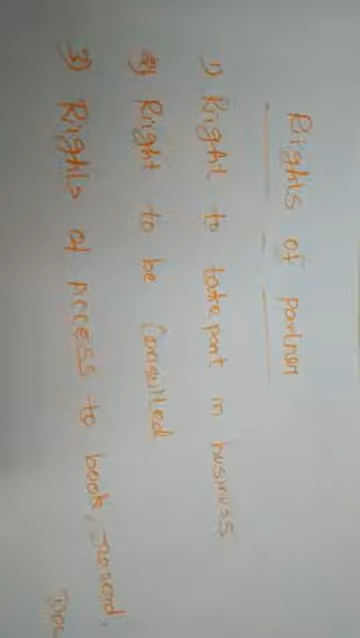 Rights of partner
1) Right to take part in business
2) Right to be Consulted
3) Rights of Access to book, record,